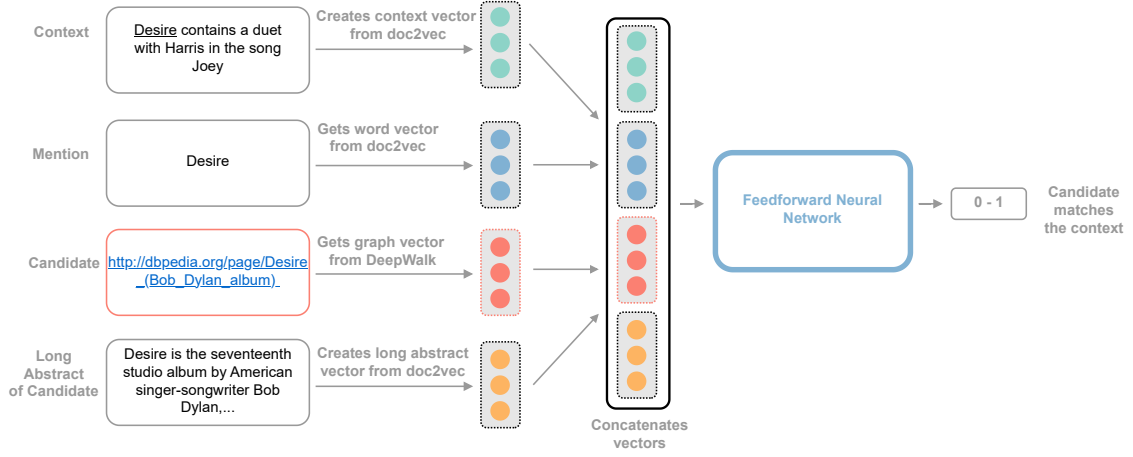 Context
Desire contains a duet
with Harris in the song
Joey
Creates context vector
from doc2vec
Mention
Desire
Gets word vector
from doc2vec
Candidate
http://dbpedia.org/page/Desire
_(Bob_Dylan_album)
Gets graph vector
from DeepWalk
Long
Abstract
of Candidate
Desire is the seventeenth
studio album by American
singer-songwriter Bob
Dylan,...
Creates long abstract
vector from doc2vec
Concatenates
vectors
Feedforward Neural
Network
0 - 1
Candidate
matches
the context